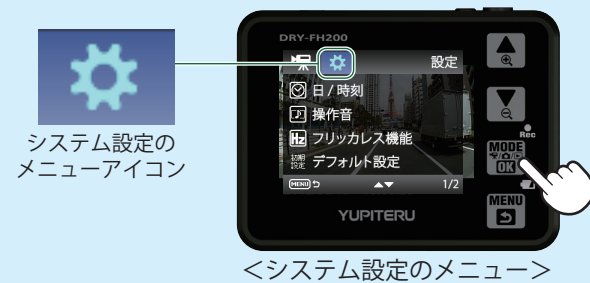 DRY-FH200
設定
日/時刻
操作音
Hz フリッカレス機能
初期設定 デフォルト設定
MENU
1/2
YUPITERU
Rec
MODE
OK
MENU
システム設定の
メニューアイコン
＜システム設定のメニュー＞